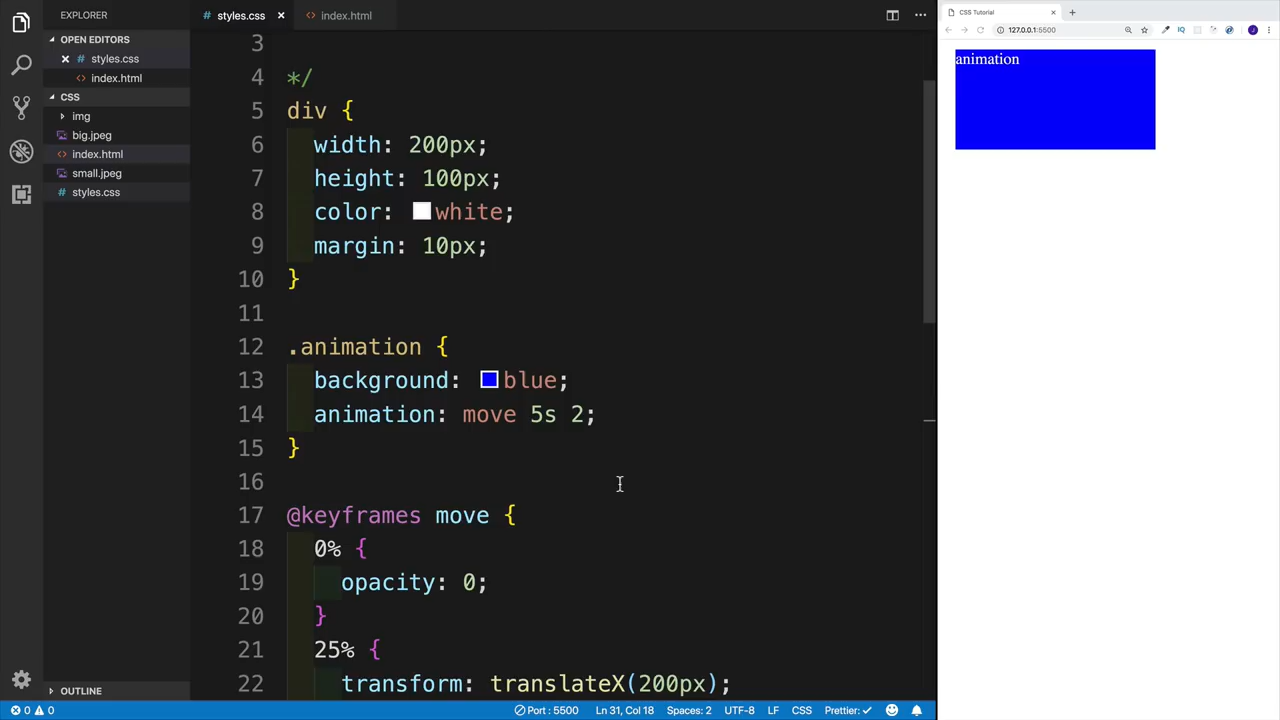 EXPLORER
OPEN EDITORS
styles.css
index.html
CSS
img
big.jpeg
index.html
small.jpeg
styles.css
OUTLINE
styles.css
index.html
3
4 */
5 div {
6 width: 200px;
7 height: 100px;
8 color: white;
9 margin: 10px;
10 }
11
12 .animation {
13 background: blue;
14 animation: move 5s 2;
15 }
16
17 @keyframes move {
18 0% {
19 opacity: 0;
20 }
21 25% {
22 transform: translateX(200px);
0 0
Port : 5500
Ln 31, Col 18
Spaces: 2
UTF-8
LF
CSS
Prettier:
CSS Tutorial
127.0.0.1:5500
animation